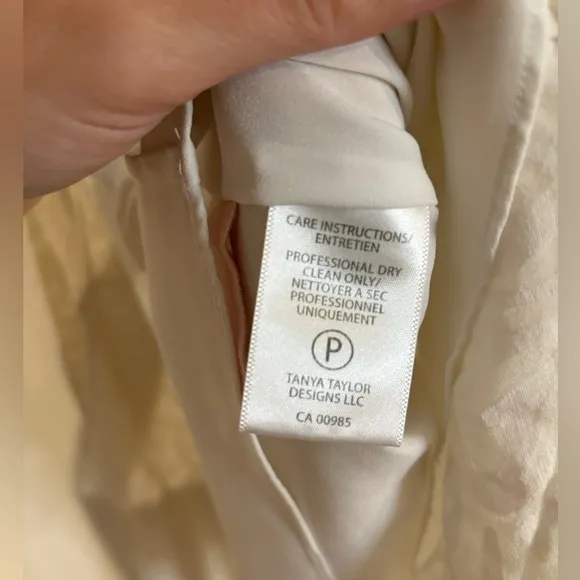 CARE INSTRUCTIONS/
ENTRETIEN
PROFESSIONAL DRY
CLEAN ONLY/
NETTOYER A SEC
PROFESSIONNEL
UNIQUEMENT
P
TANYA TAYLOR
DESIGNS LLC
CA 00985